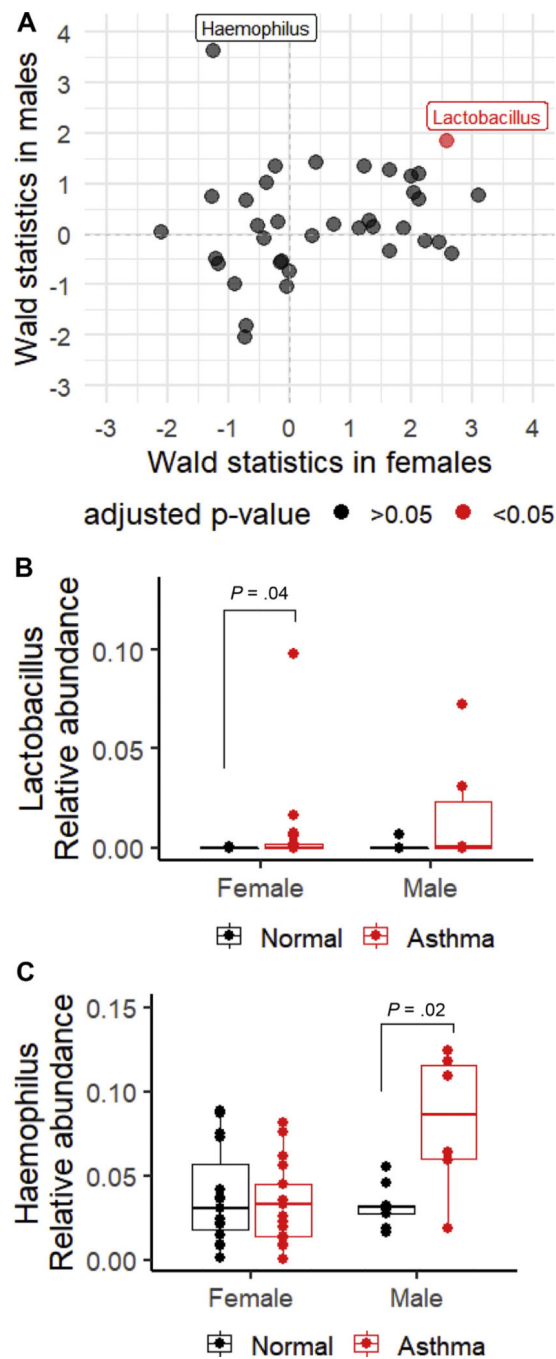 A
Haemophilus
Lactobacillus
4
3
2
1
0
-1
-2
-3
Wald statistics in males
-3 -2 -1 0 1 2 3 4
Wald statistics in females
adjusted p-value >0.05 <0.05
B
P = .04
0.10
0.05
0.00
Lactobacillus
Relative abundance
Female Male
Normal Asthma
C
P = .02
0.15
0.10
0.05
0.00
Haemophilus
Relative abundance
Female Male
Normal Asthma